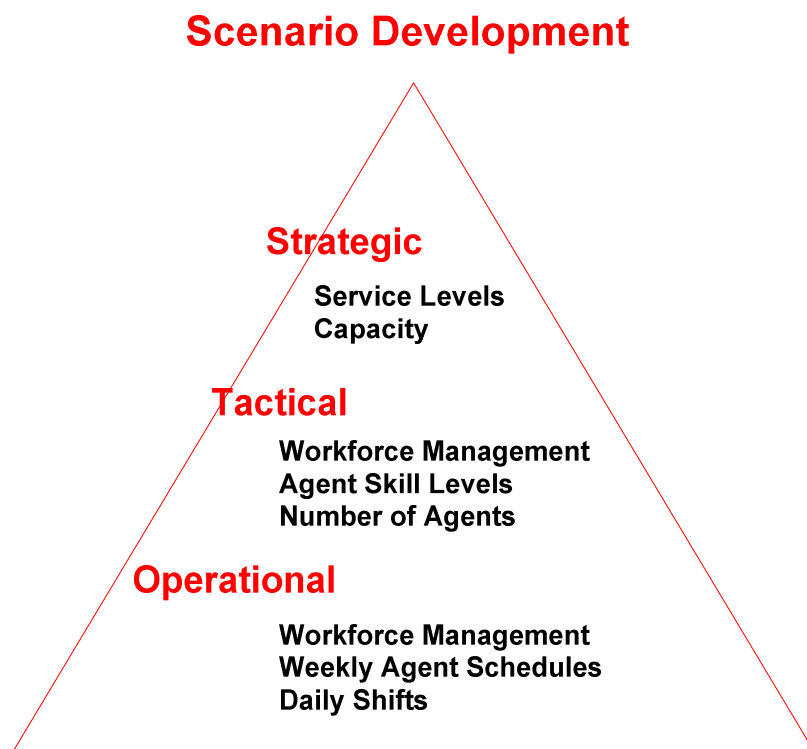 Scenario Development
Strategic
Service Levels
Capacity
Tactical
Workforce Management
Agent Skill Levels
Number of Agents
Operational
Workforce Management
Weekly Agent Schedules
Daily Shifts